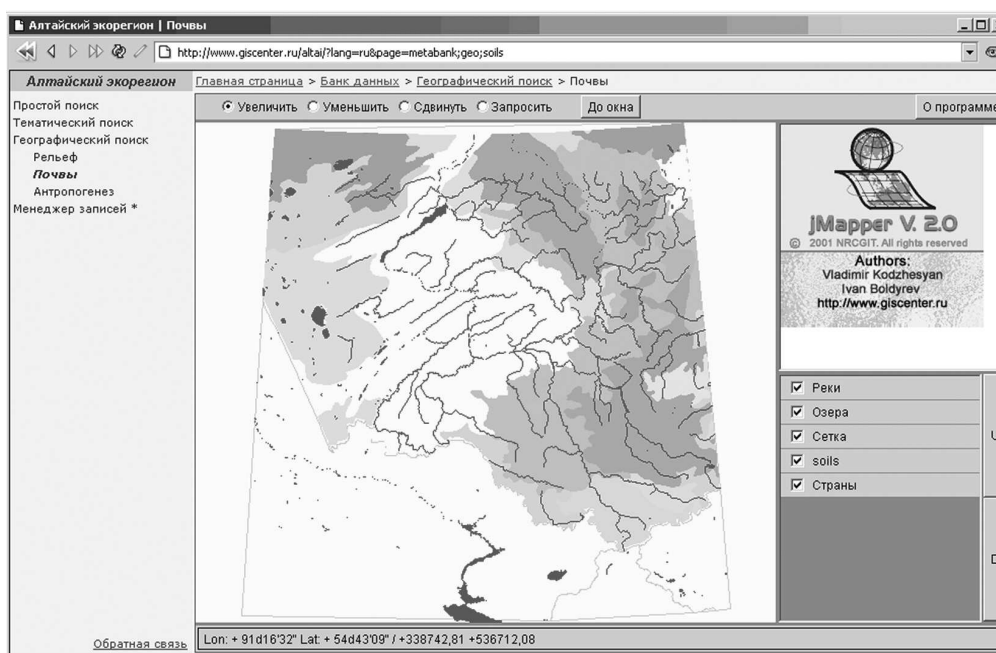 Алтайский экорегион | Почвы
http://www.giscenter.ru/altai/?lang=ru&page=metabank;geo;soils
Алтайский экорегион
Главная страница > Банк данных > Географический поиск > Почвы
Простой поиск
Тематический поиск
Географический поиск
Рельеф
Почвы
Антропогенез
Менеджер записей *
Обратная связь
Увеличить Уменьшить Сдвинуть Запросить До окна О программе
jMapper V. 2.0
© 2001 NRCGIT. All rights reserved
Authors:
Vladimir Kodzhesyan
Ivan Boldyrev
http://www.giscenter.ru
Реки
Озера
Сетка
soils
Страны
Lon: + 91d16'32" Lat: + 54d43'09" / +338742,81 +536712,08